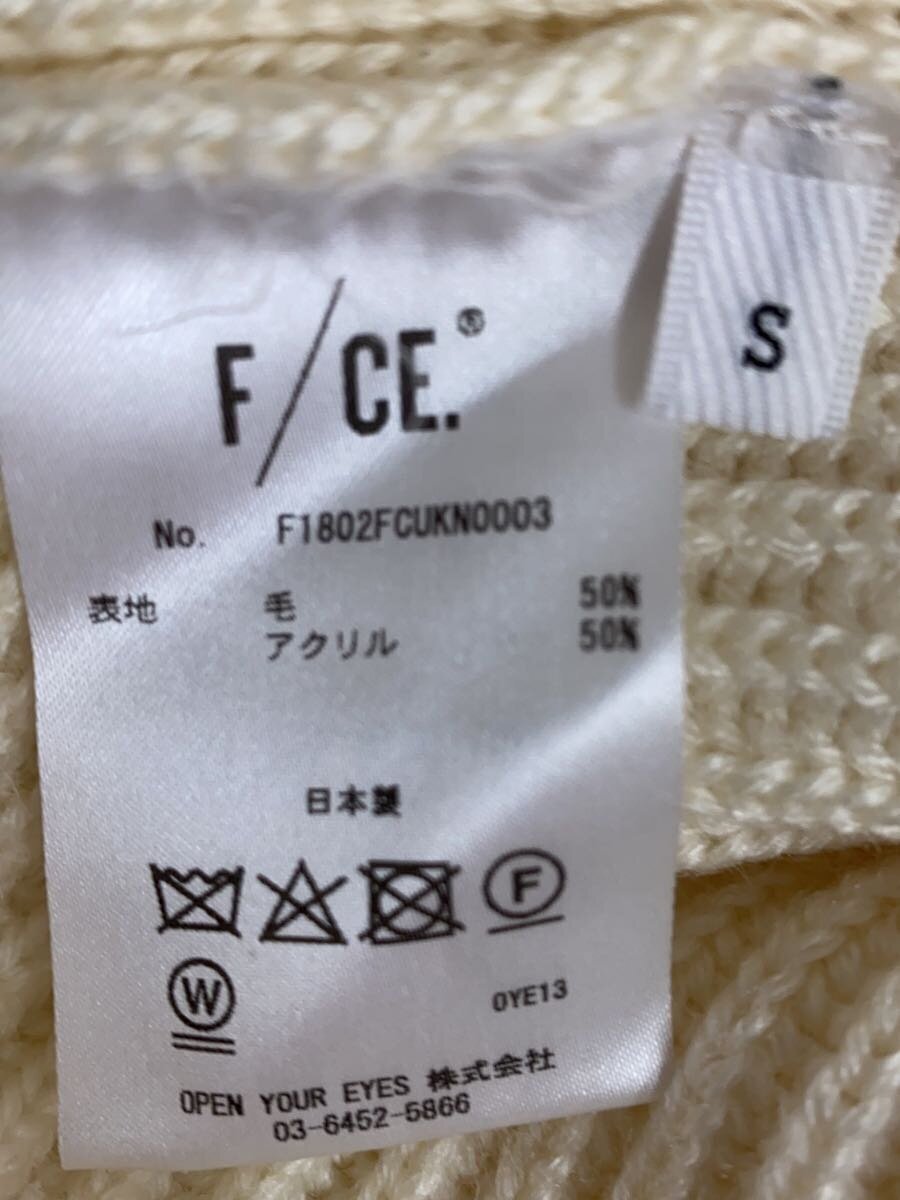 F/CE.®
S
No. F1802FCUKN0003
表地 毛 50%
アクリル 50%
日本製
F
W
OYE13
OPEN YOUR EYES 株式会社
03-6452-5866